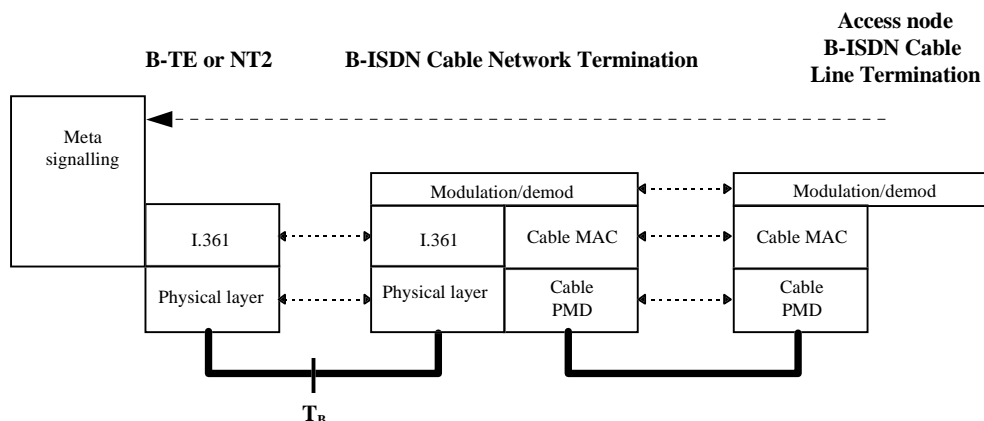 Access node
B-TE or NT2 B-ISDN Cable Network Termination B-ISDN Cable
Line Termination
Meta
signalling
Modulation/demod Modulation/demod
I.361 I.361 Cable MAC Cable MAC
Physical layer Physical layer Cable
PMD Cable
PMD
TB